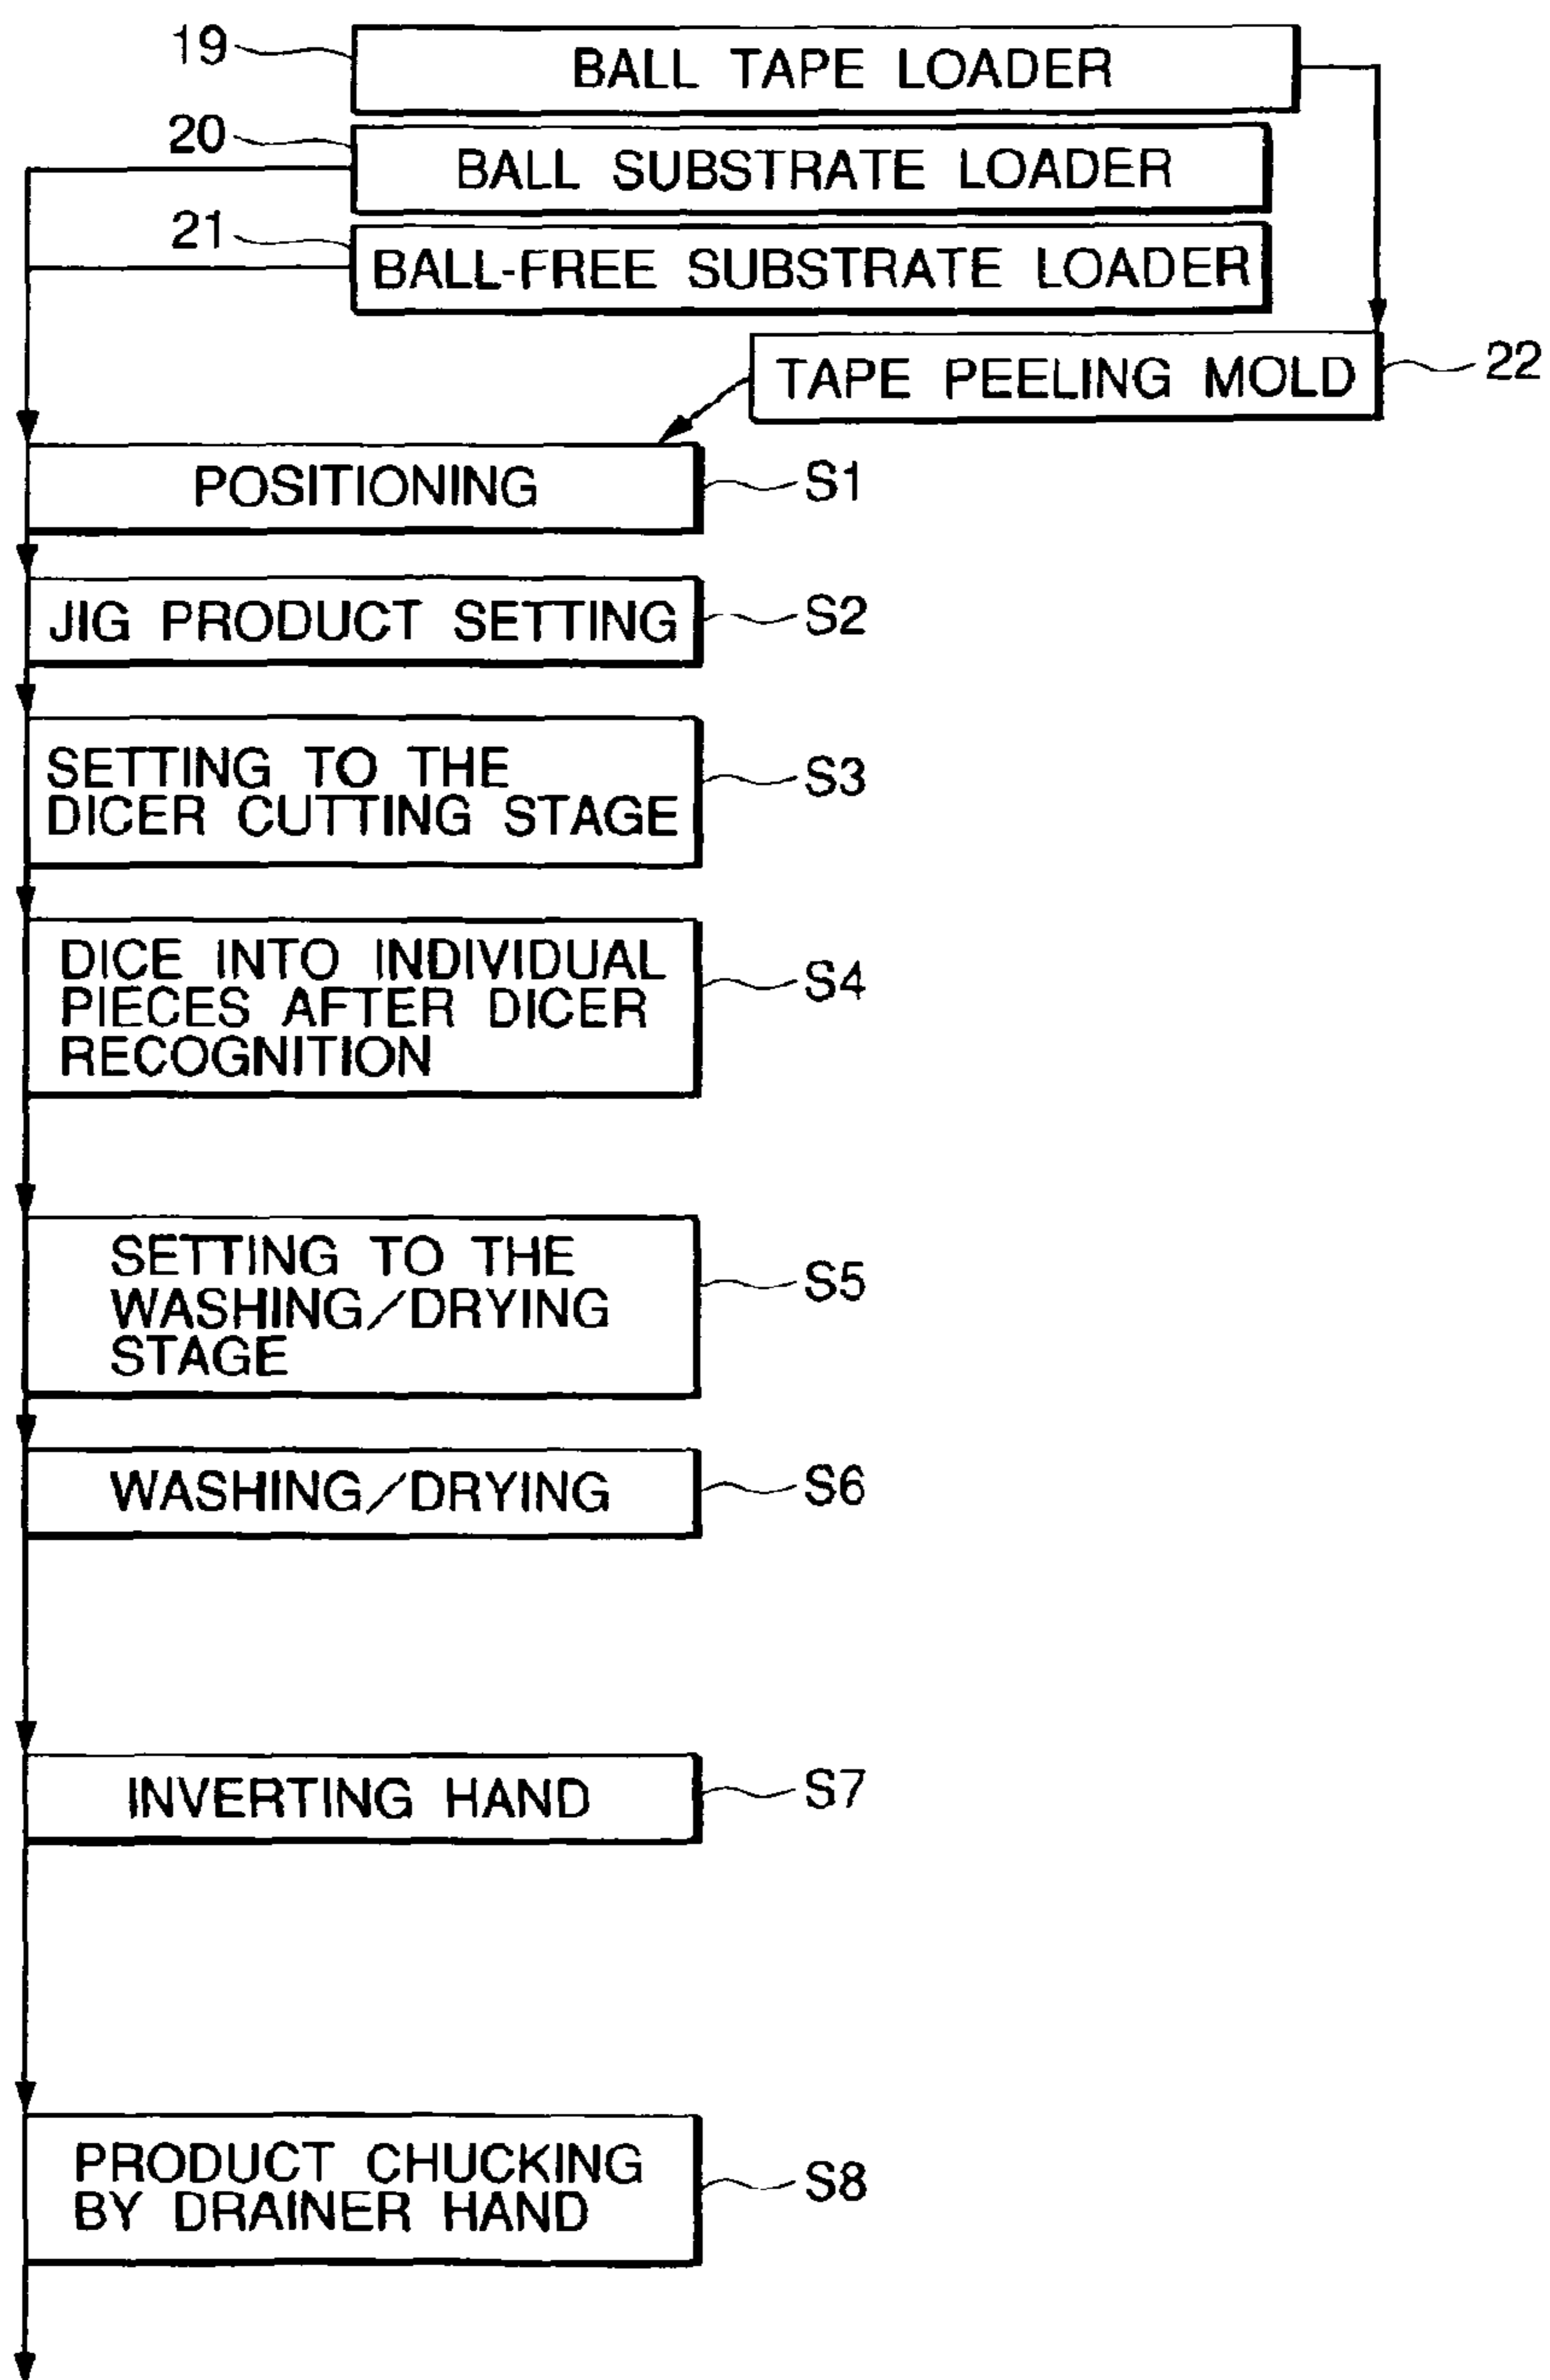 19
BALL TAPE LOADER
20
BALL SUBSTRATE LOADER
21
BALL-FREE SUBSTRATE LOADER
TAPE PEELING MOLD
22
POSITIONING
S1
JIG PRODUCT SETTING
S2
SETTING TO THE
DICER CUTTING STAGE
S3
DICE INTO INDIVIDUAL
PIECES AFTER DICER
RECOGNITION
S4
SETTING TO THE
WASHING/DRYING
STAGE
S5
WASHING/DRYING
S6
INVERTING HAND
S7
PRODUCT CHUCKING
BY DRAINER HAND
S8